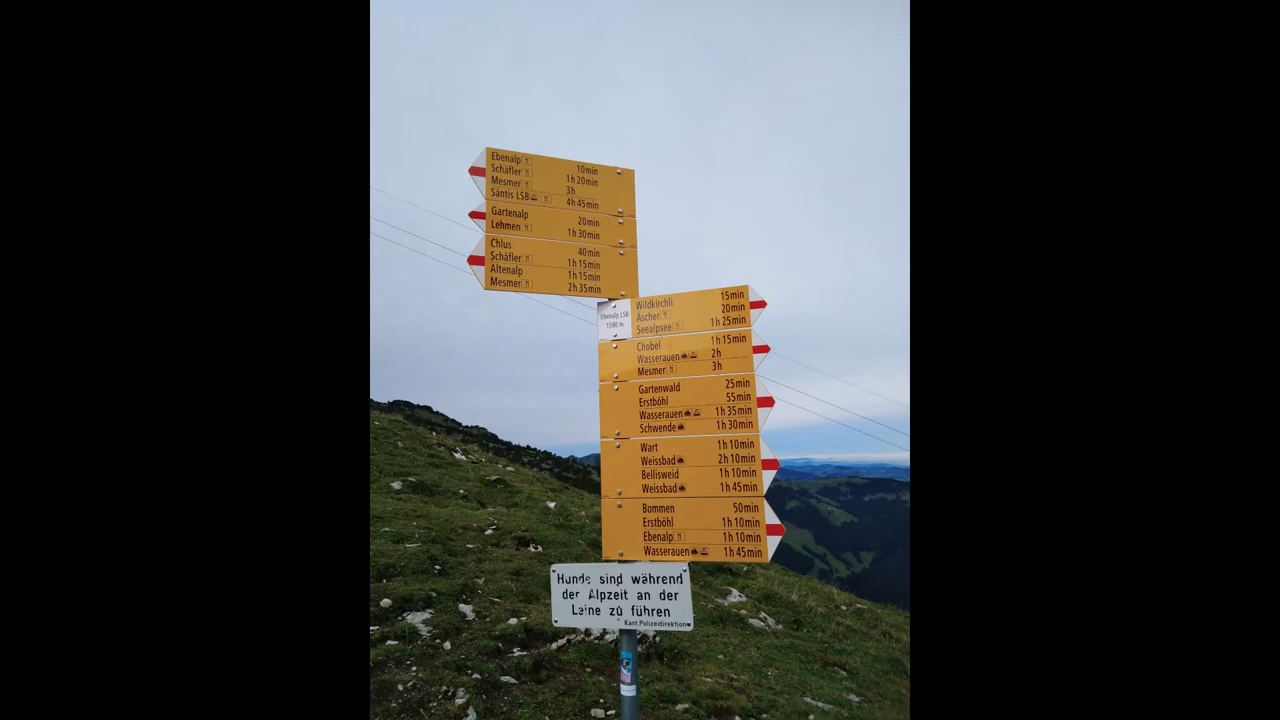 Ebenalp 10min
Schäfler 1h 20min
Mesmer 3h
Säntis LSB 4h 45min
Gartenalp 20min
Lehmen 1h 30min
Chlus 40min
Schäfler 1h 15min
Altenalp 1h 15min
Mesmer 2h 35min
Ebenalp LSB
1590 m
Wildkirchli 15min
Äscher 20min
Seealpsee 1h 25min
Chobel 1h 15min
Wasserauen 2h
Mesmer 3h
Gartenwald 25min
Erstböhl 55min
Wasserauen 1h 35min
Schwende 1h 30min
Wart 1h 10min
Weissbad 2h 10min
Bellisweid 1h 10min
Weissbad 1h 45min
Bommen 50min
Erstböhl 1h 10min
Ebenalp 1h 10min
Wasserauen 1h 45min
Hunde sind während
der Alpzeit an der
Leine zu führen
Kant.Polizeidirektion